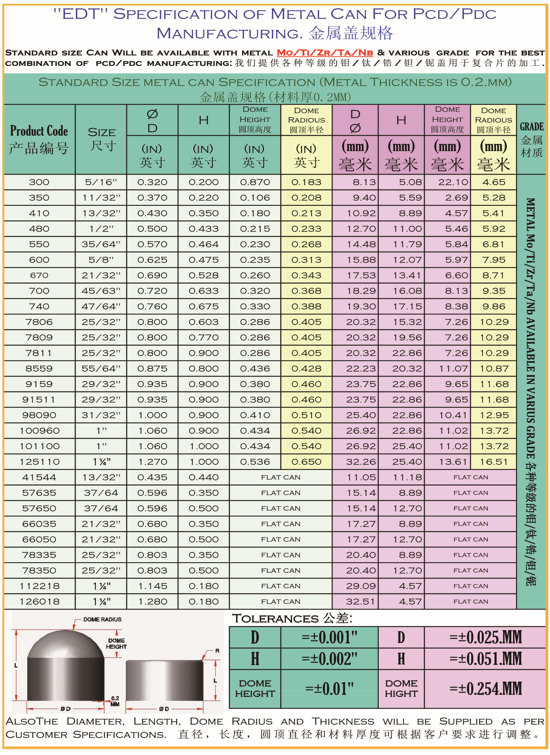 "EDT" Specification of Metal Can For Pcd/Pdc
Manufacturing. 金属盖规格
Standard size Can Will be available with metal Mo/Ti/Zr/Ta/Nb & various grade for the best
combination of pcd/pdc manufacturing: 我们提供各种等级的钼/钛/锆/钽/铌盖用于复合片的加工.
Standard Size metal can Specification (Metal Thickness is 0.2.mm)
金属盖规格(材料厚0.2MM)
Product Code 产品编号 Size 尺寸 Ø D (in) 英寸 H (in) 英寸 Dome Height 圆顶高度 (in) 英寸 Dome Radious 圆顶半径 (in) 英寸 D Ø (mm) 毫米 H (mm) 毫米 Dome Height 圆顶高度 (mm) 毫米 Dome Radious 圆顶半径 (mm) 毫米 GRADE 金属材质
300 5/16" 0.320 0.200 0.870 0.183 8.13 5.08 22.10 4.65
350 11/32" 0.370 0.220 0.106 0.208 9.40 5.59 2.69 5.28
410 13/32" 0.430 0.350 0.180 0.213 10.92 8.89 4.57 5.41
480 1/2" 0.500 0.433 0.215 0.233 12.70 11.00 5.46 5.92
550 35/64" 0.570 0.464 0.230 0.268 14.48 11.79 5.84 6.81
600 5/8" 0.625 0.475 0.235 0.313 15.88 12.07 5.97 7.95
670 21/32" 0.690 0.528 0.260 0.343 17.53 13.41 6.60 8.71
700 45/63" 0.720 0.633 0.320 0.368 18.29 16.08 8.13 9.35
740 47/64" 0.760 0.675 0.330 0.388 19.30 17.15 8.38 9.86
7806 25/32" 0.800 0.603 0.286 0.405 20.32 15.32 7.26 10.29
7809 25/32" 0.800 0.770 0.286 0.405 20.32 19.56 7.26 10.29
7811 25/32" 0.800 0.900 0.286 0.405 20.32 22.86 7.26 10.29
8559 55/64" 0.875 0.800 0.436 0.428 22.23 20.32 11.07 10.87
9159 29/32" 0.935 0.900 0.380 0.460 23.75 22.86 9.65 11.68
91511 29/32" 0.935 0.900 0.380 0.460 23.75 22.86 9.65 11.68
98090 31/32" 1.000 0.900 0.410 0.510 25.40 22.86 10.41 12.95
100960 1" 1.060 0.900 0.434 0.540 26.92 22.86 11.02 13.72
101100 1" 1.060 1.000 0.434 0.540 26.92 25.40 11.02 13.72
125110 1¼" 1.270 1.000 0.536 0.650 32.26 25.40 13.61 16.51
41544 13/32" 0.435 0.440 FLAT CAN 11.05 11.18 FLAT CAN
57635 37/64 0.596 0.350 FLAT CAN 15.14 8.89 FLAT CAN
57650 37/64 0.596 0.500 FLAT CAN 15.14 12.70 FLAT CAN
66035 21/32" 0.680 0.350 FLAT CAN 17.27 8.89 FLAT CAN
66050 21/32" 0.680 0.500 FLAT CAN 17.27 12.70 FLAT CAN
78335 25/32" 0.803 0.350 FLAT CAN 20.40 8.89 FLAT CAN
78350 25/32" 0.803 0.500 FLAT CAN 20.40 12.70 FLAT CAN
112218 1⅛" 1.145 0.180 FLAT CAN 29.09 4.57 FLAT CAN
126018 1¼" 1.280 0.180 FLAT CAN 32.51 4.57 FLAT CAN
METAL Mo/Ti/Zr/Ta/Nb AVAILABLE IN VARIUS GRADE 各种等级的钼/钛/锆/钽/铌
DOME RADIUS
DOME HEIGHT
L
R
L
0.2 MM
Ø D
Ø D
Tolerances 公差:
D =±0.001" D =±0.025.MM
H =±0.002" H =±0.051.MM
DOME HEIGHT =±0.01" DOME HIGHT =±0.254.MM
AlsoThe Diameter, Length, Dome Radius and Thickness will be Supplied as per
Customer Specifications. 直径，长度，圆顶直径和材料厚度可根据客户要求进行调整。